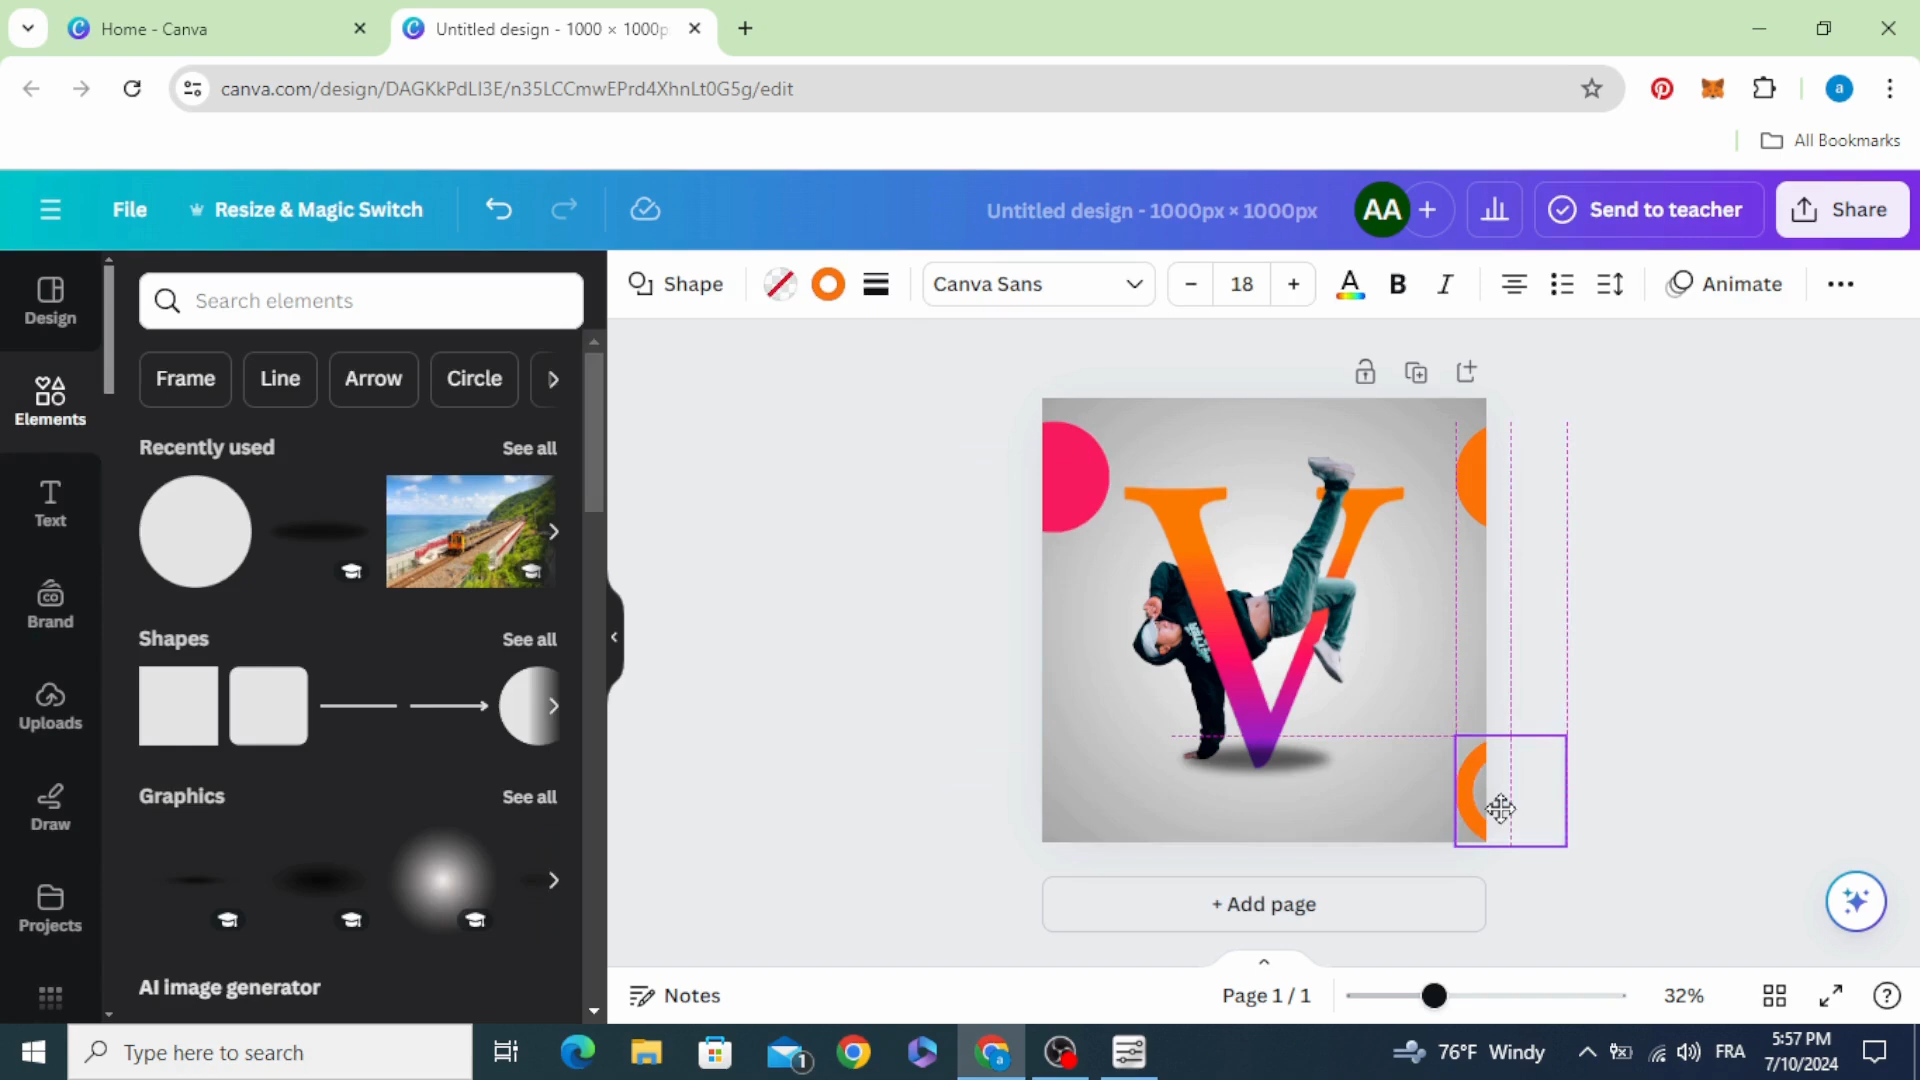 Home - Canva
Untitled design - 1000 × 1000p
canva.com/design/DAGKkPdLI3E/n35LCCmwEPrd4XhnLt0G5g/edit
a
All Bookmarks
File
Resize & Magic Switch
Untitled design - 1000px × 1000px
AA
Send to teacher
Share
Design
Elements
Text
Brand
Uploads
Draw
Projects
Search elements
Frame
Line
Arrow
Circle
Recently used
See all
Shapes
See all
Graphics
See all
AI image generator
Shape
Canva Sans
18
A
B
I
Animate
V
+ Add page
Notes
Page 1 / 1
32%
Type here to search
1
a
76°F Windy
FRA
5:57 PM
7/10/2024